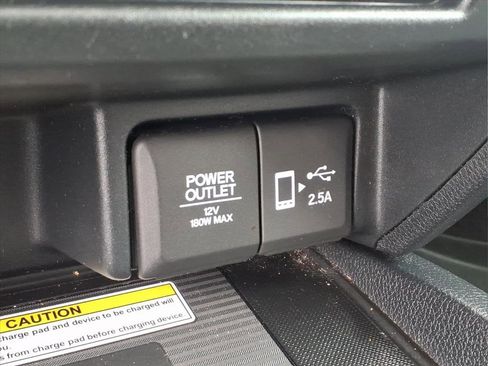 POWER
OUTLET
12V
180W MAX
2.5A
CAUTION
charge pad and device to be charged will
you.
s from charge pad before charging device